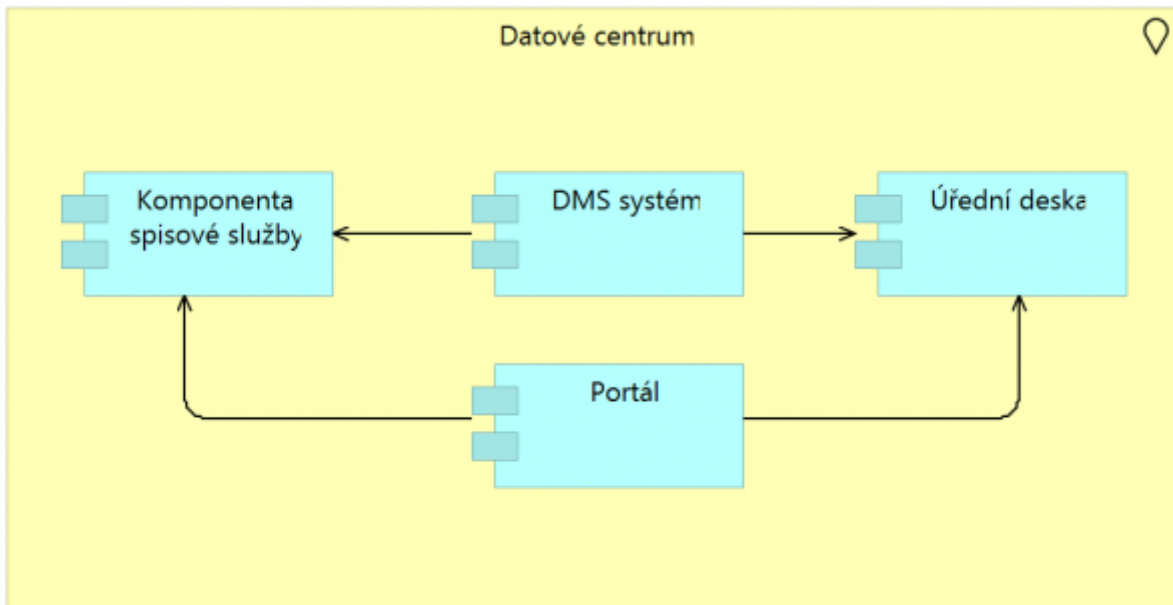 Datové centrum
Komponenta
spisové služby
DMS systém
Úřední deska
Portál